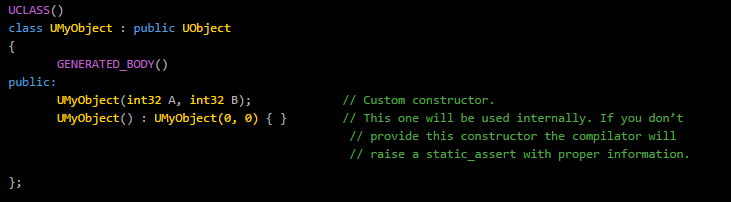 UCLASS()
class UMyObject : public UObject
{
GENERATED_BODY()
public:
UMyObject(int32 A, int32 B); // Custom constructor.
UMyObject() : UMyObject(0, 0) { } // This one will be used internally. If you don’t
// provide this constructor the compilator will
// raise a static_assert with proper information.
};